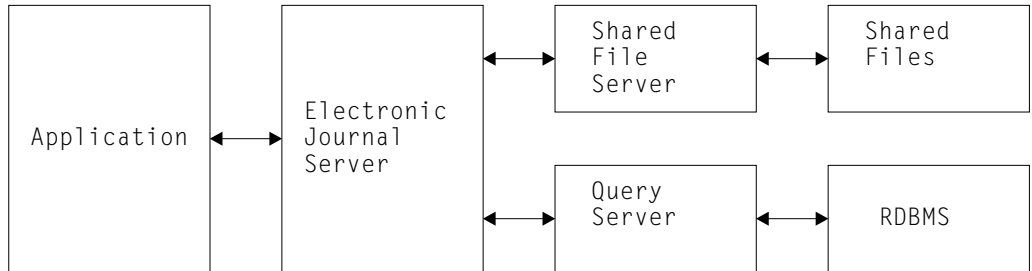 Application
Electronic
Journal
Server
Shared
File
Server
Shared
Files
Query
Server
RDBMS